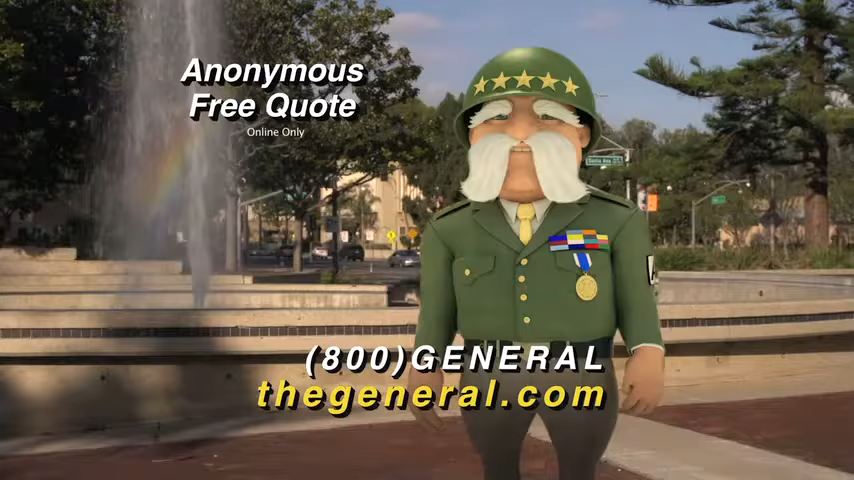 Anonymous
Free Quote
Online Only
(800)GENERAL
thegeneral.com